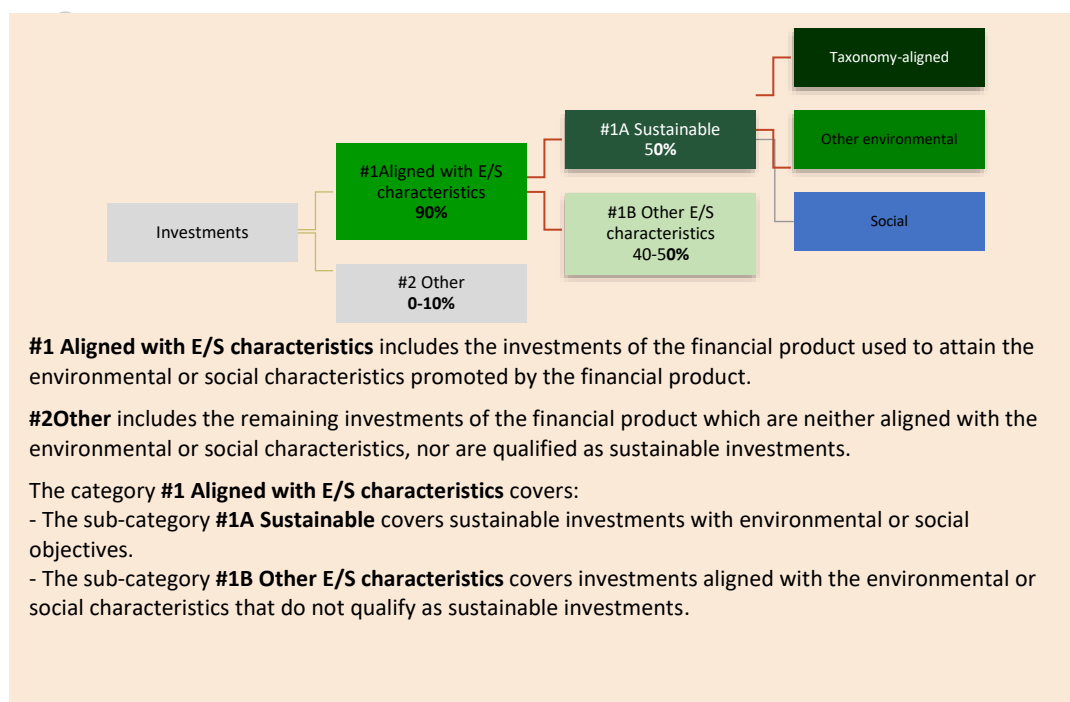 Taxonomy-aligned
#1A Sustainable
50%
Other environmental
#1Aligned with E/S
characteristics
90%
#1B Other E/S
characteristics
40-50%
Social
Investments
#2 Other
0-10%
#1 Aligned with E/S characteristics includes the investments of the financial product used to attain the
environmental or social characteristics promoted by the financial product.
#2Other includes the remaining investments of the financial product which are neither aligned with the
environmental or social characteristics, nor are qualified as sustainable investments.
The category #1 Aligned with E/S characteristics covers:
- The sub-category #1A Sustainable covers sustainable investments with environmental or social
objectives.
- The sub-category #1B Other E/S characteristics covers investments aligned with the environmental or
social characteristics that do not qualify as sustainable investments.